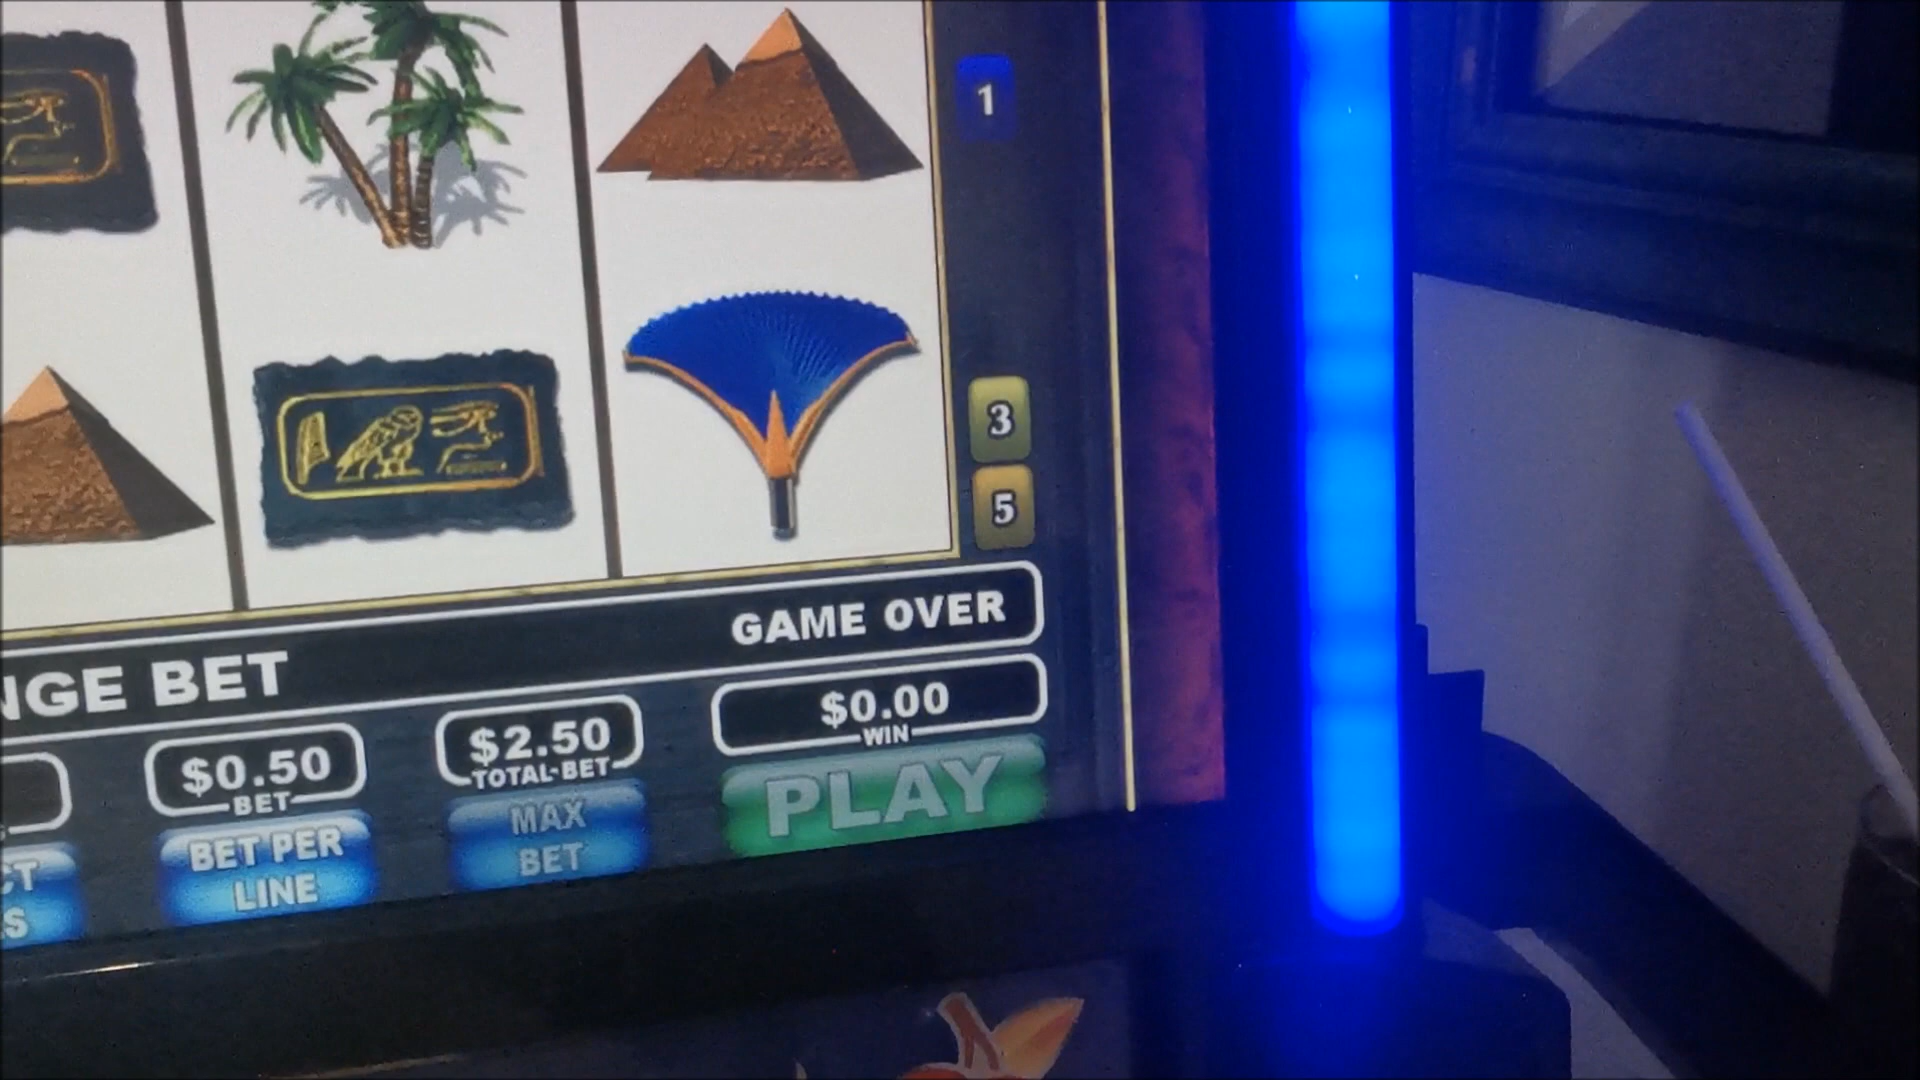 1
3
5
GAME OVER
NGE BET
$0.50
BET
$2.50
TOTAL BET
$0.00
WIN
CT
S
BET PER
LINE
MAX
BET
PLAY